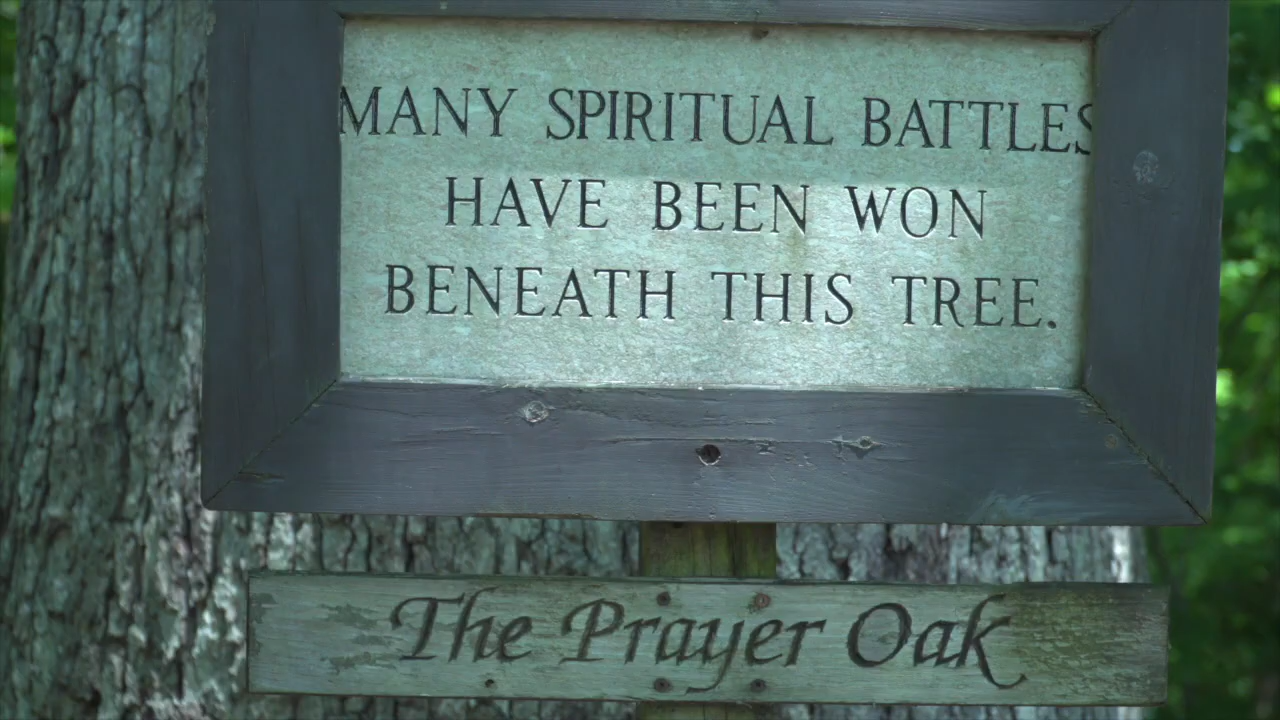 MANY SPIRITUAL BATTLES
HAVE BEEN WON
BENEATH THIS TREE.
The Prayer Oak